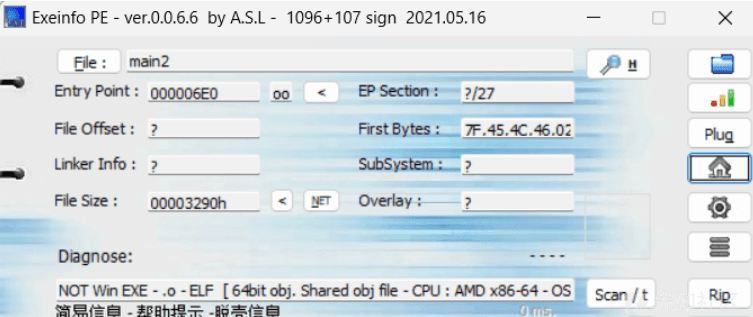 Exeinfo PE - ver.0.0.6.6 by A.S.L - 1096+107 sign 2021.05.16
File : main2 H
Entry Point : 000006E0 oo < EP Section : ?/27
File Offset : ? First Bytes : 7F.45.4C.46.02 Plug
Linker Info : ? SubSystem : ?
File Size : 00003290h < NET Overlay : ?
Diagnose: ----
NOT Win EXE - .o - ELF [ 64bit obj. Shared obj file - CPU : AMD x86-64 - OS Scan / t Rip
简易信息 - 帮助提示 -脱壳信息 0 ms.